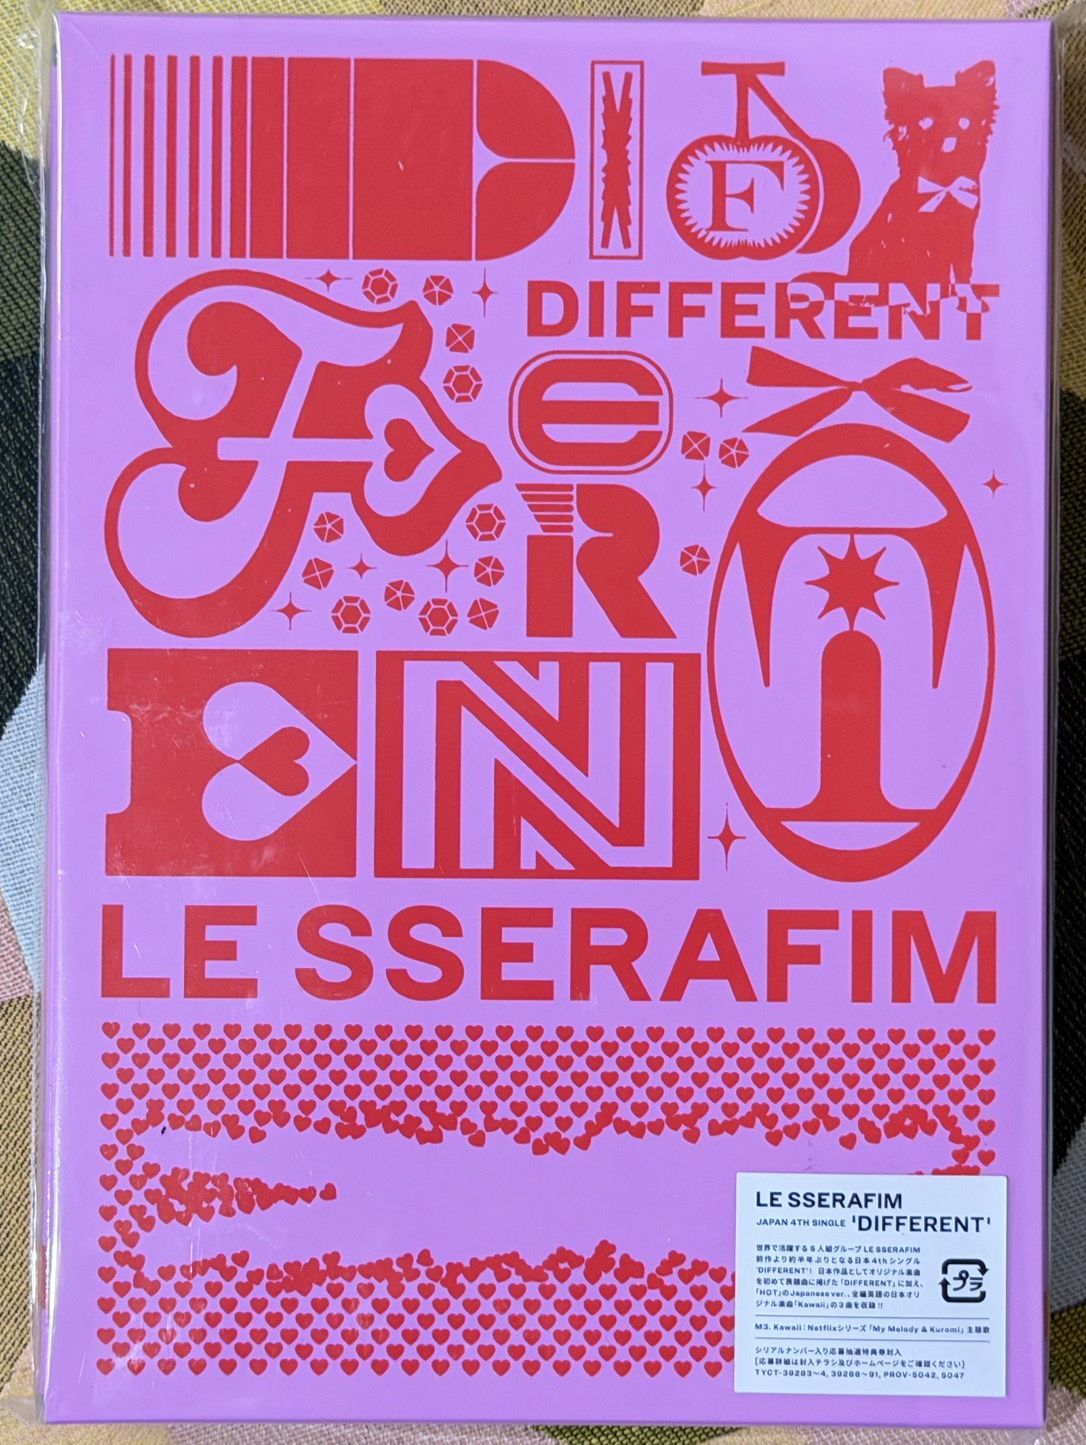 DIFFERENT
DIFFERENT
LE SSERAFIM
LE SSERAFIM
JAPAN 4TH SINGLE 'DIFFERENT'
世界で活躍する5人組グループLE SSERAFIM
前作より約半年ぶりとなる日本4thシングル
'DIFFERENT'! 日本作品としてオリジナル楽曲
を初めて表題曲に掲げた「DIFFERENT」に加え、
「HOT」のJapanese ver.、全編英語の日本オリ
ジナル楽曲「Kawaii」の3曲を収録!!
プラ
M3. Kawaii:Netflixシリーズ「My Melody & Kuromi」主題歌
シリアルナンバー入り応募抽選特典券封入
[応募詳細は封入チラシ及びホームページをご確認ください]
TYCT-39283〜4, 39286〜91, PROV-5042, 5047